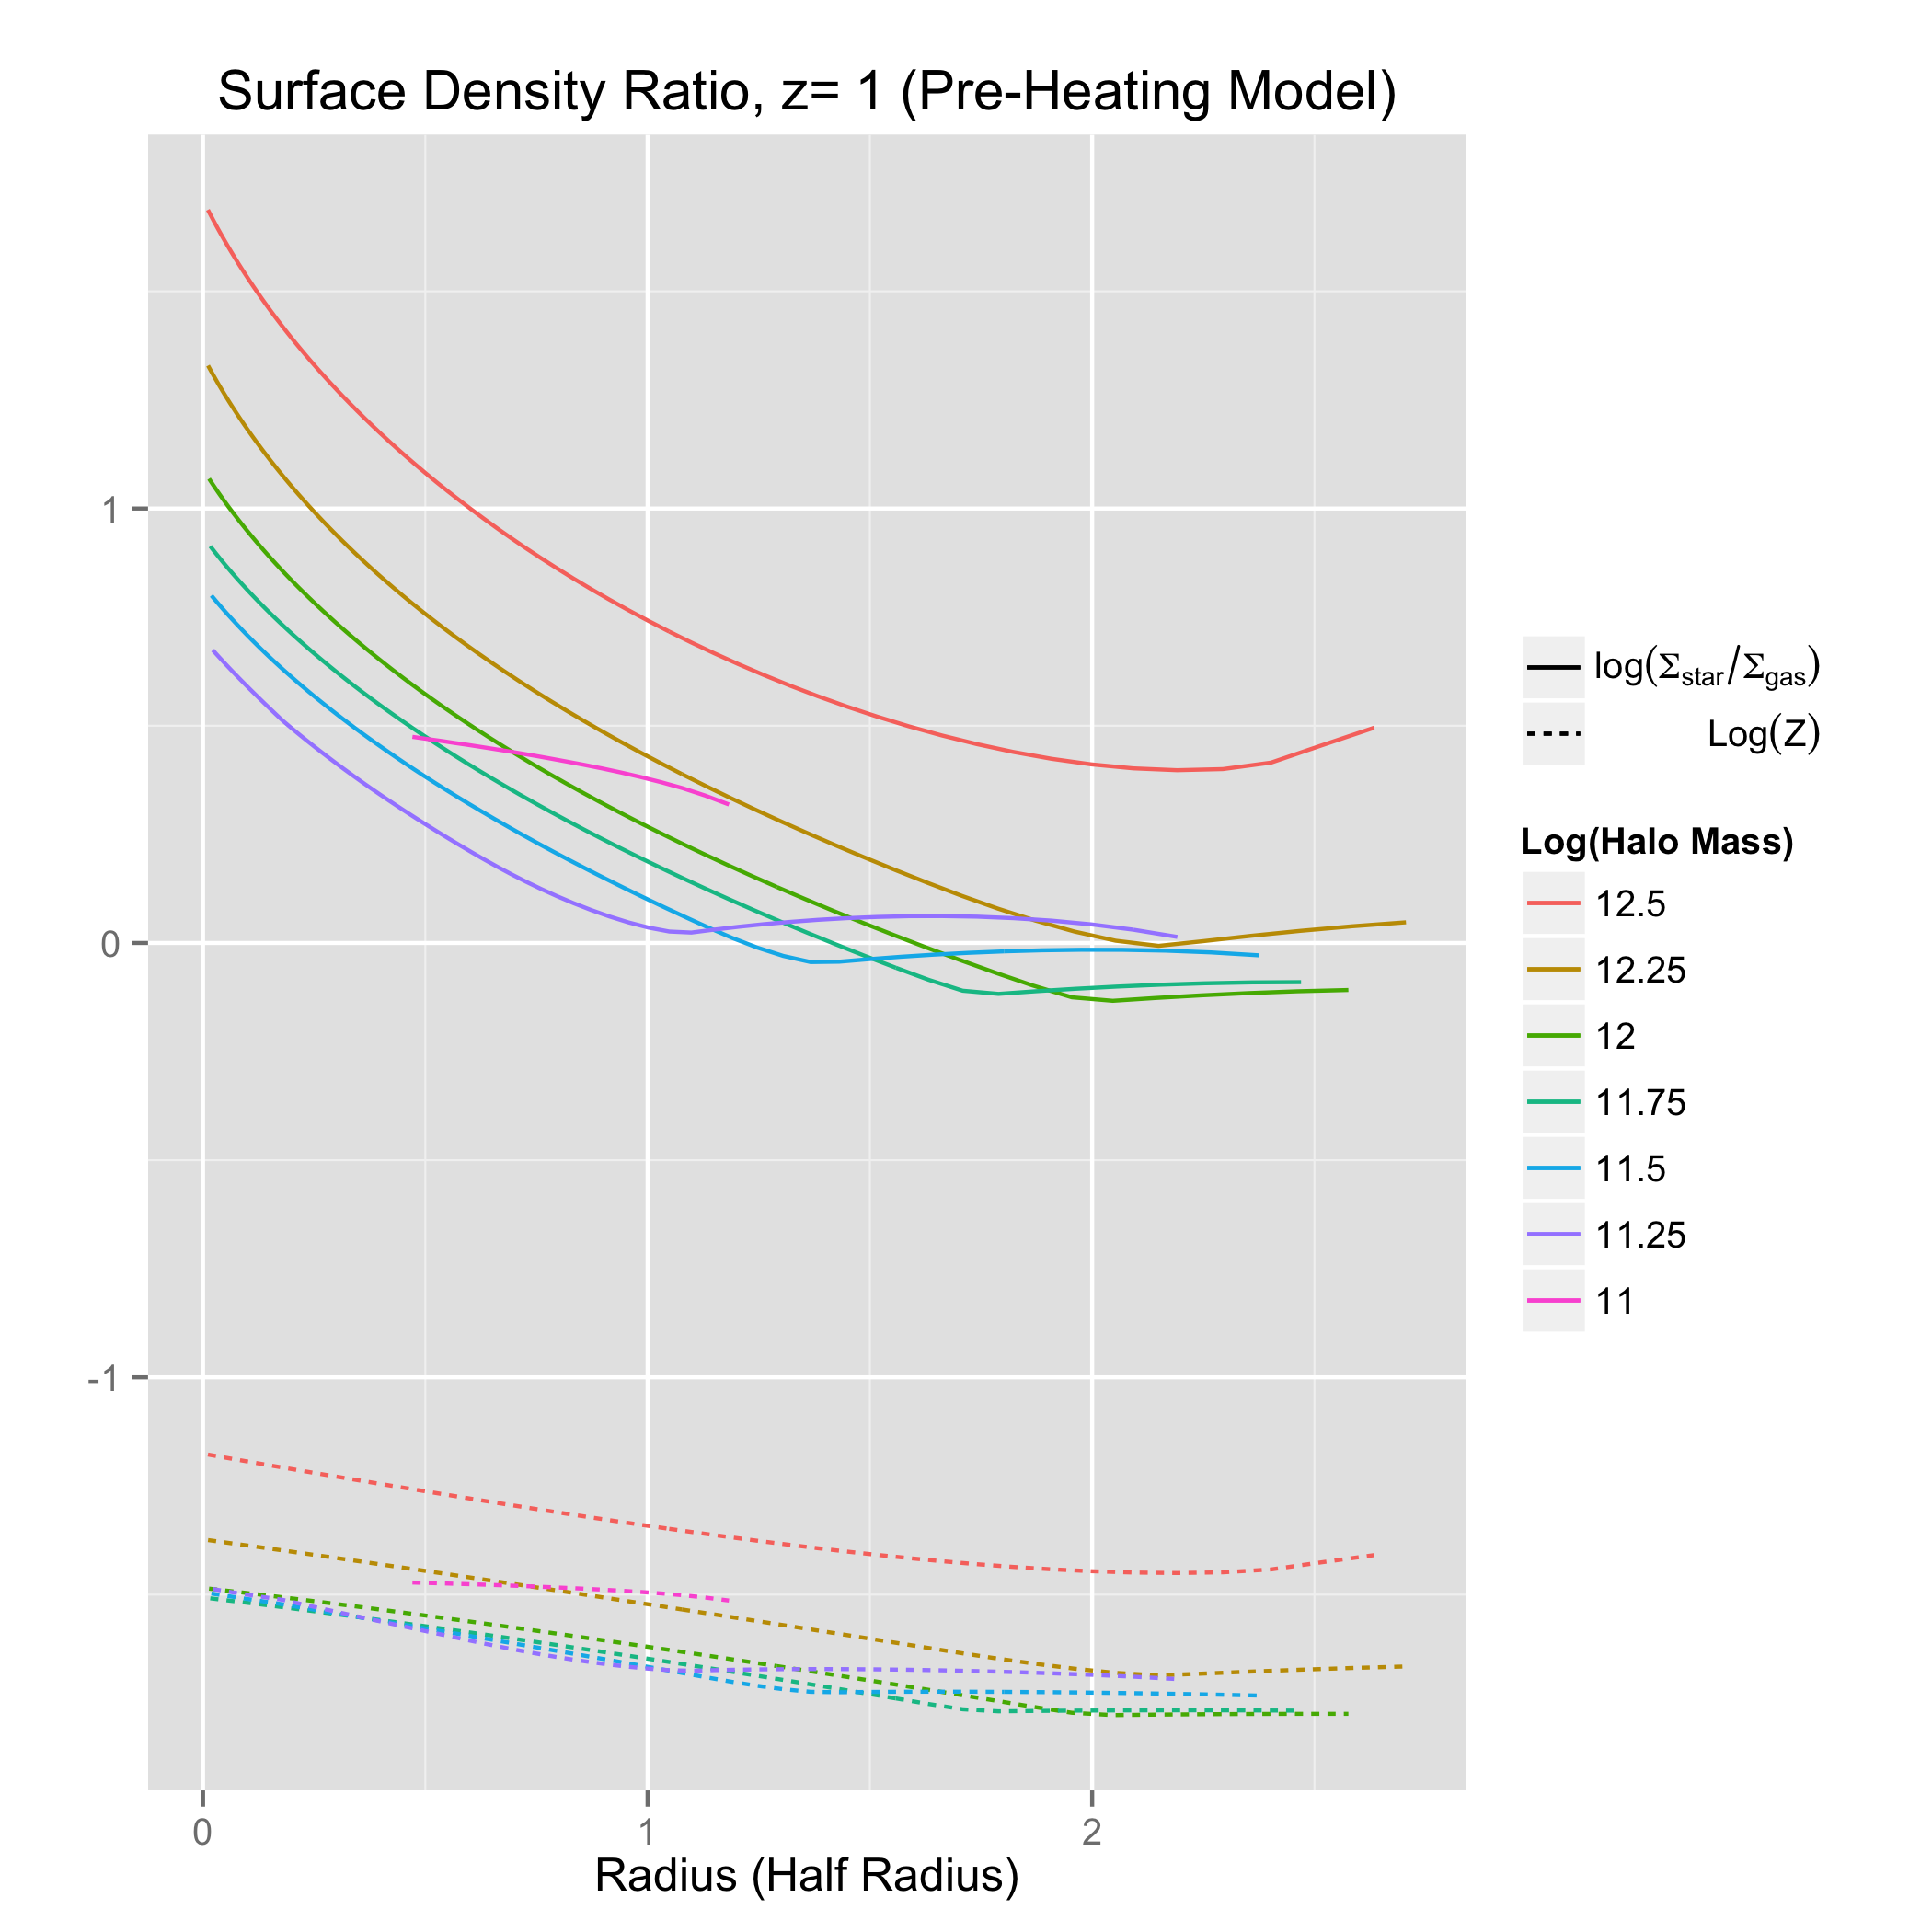 Surface Density Ratio, z= 1 (Pre-Heating Model)
1
0
-1
0 1 2
Radius (Half Radius)
log(Σstar/Σgas)
Log(Z)
Log(Halo Mass)
12.5
12.25
12
11.75
11.5
11.25
11